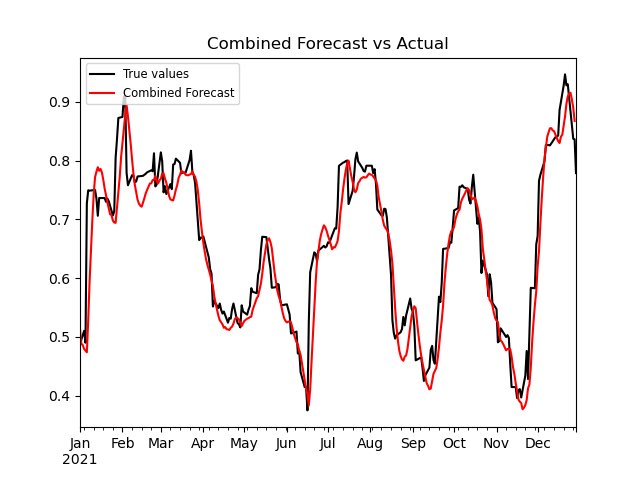 Combined Forecast vs Actual
True values
Combined Forecast
0.9
0.8
0.7
0.6
0.5
0.4
Jan Feb Mar Apr May Jun Jul Aug Sep Oct Nov Dec
2021